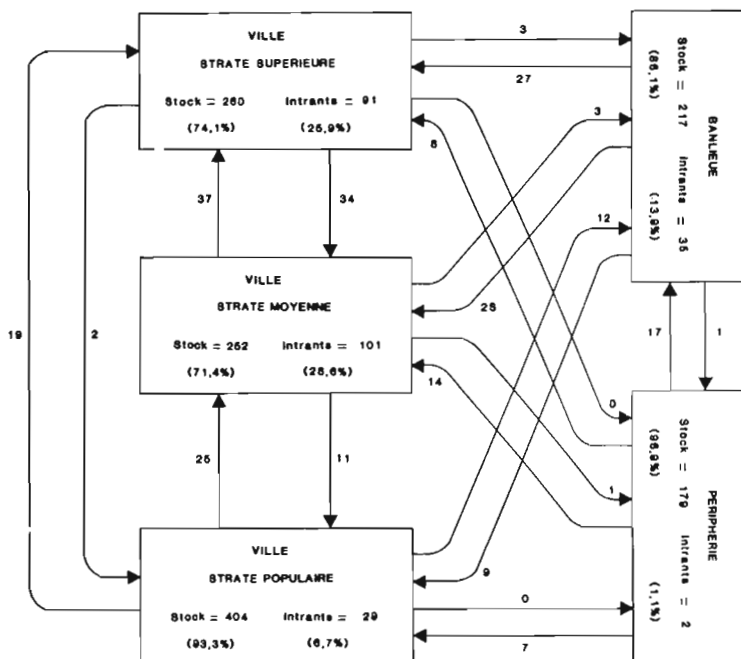 VILLE
STRATE SUPERIEURE
Stock = 260 Intrants = 91
(74,1%) (25,9%)
3
27
8
3
12
37
34
VILLE
STRATE MOYENNE
Stock = 252 Intrants = 101
(71,4%) (28,6%)
19
2
14
0
1
25
11
VILLE
STRATE POPULAIRE
Stock = 404 Intrants = 29
(93,3%) (6,7%)
9
0
7
BANLIEUE
Stock = 217 Intrants = 35
(86,1%) (13,9%)
17
1
PERIPHERIE
Stock = 179 Intrants = 2
(1,1%)